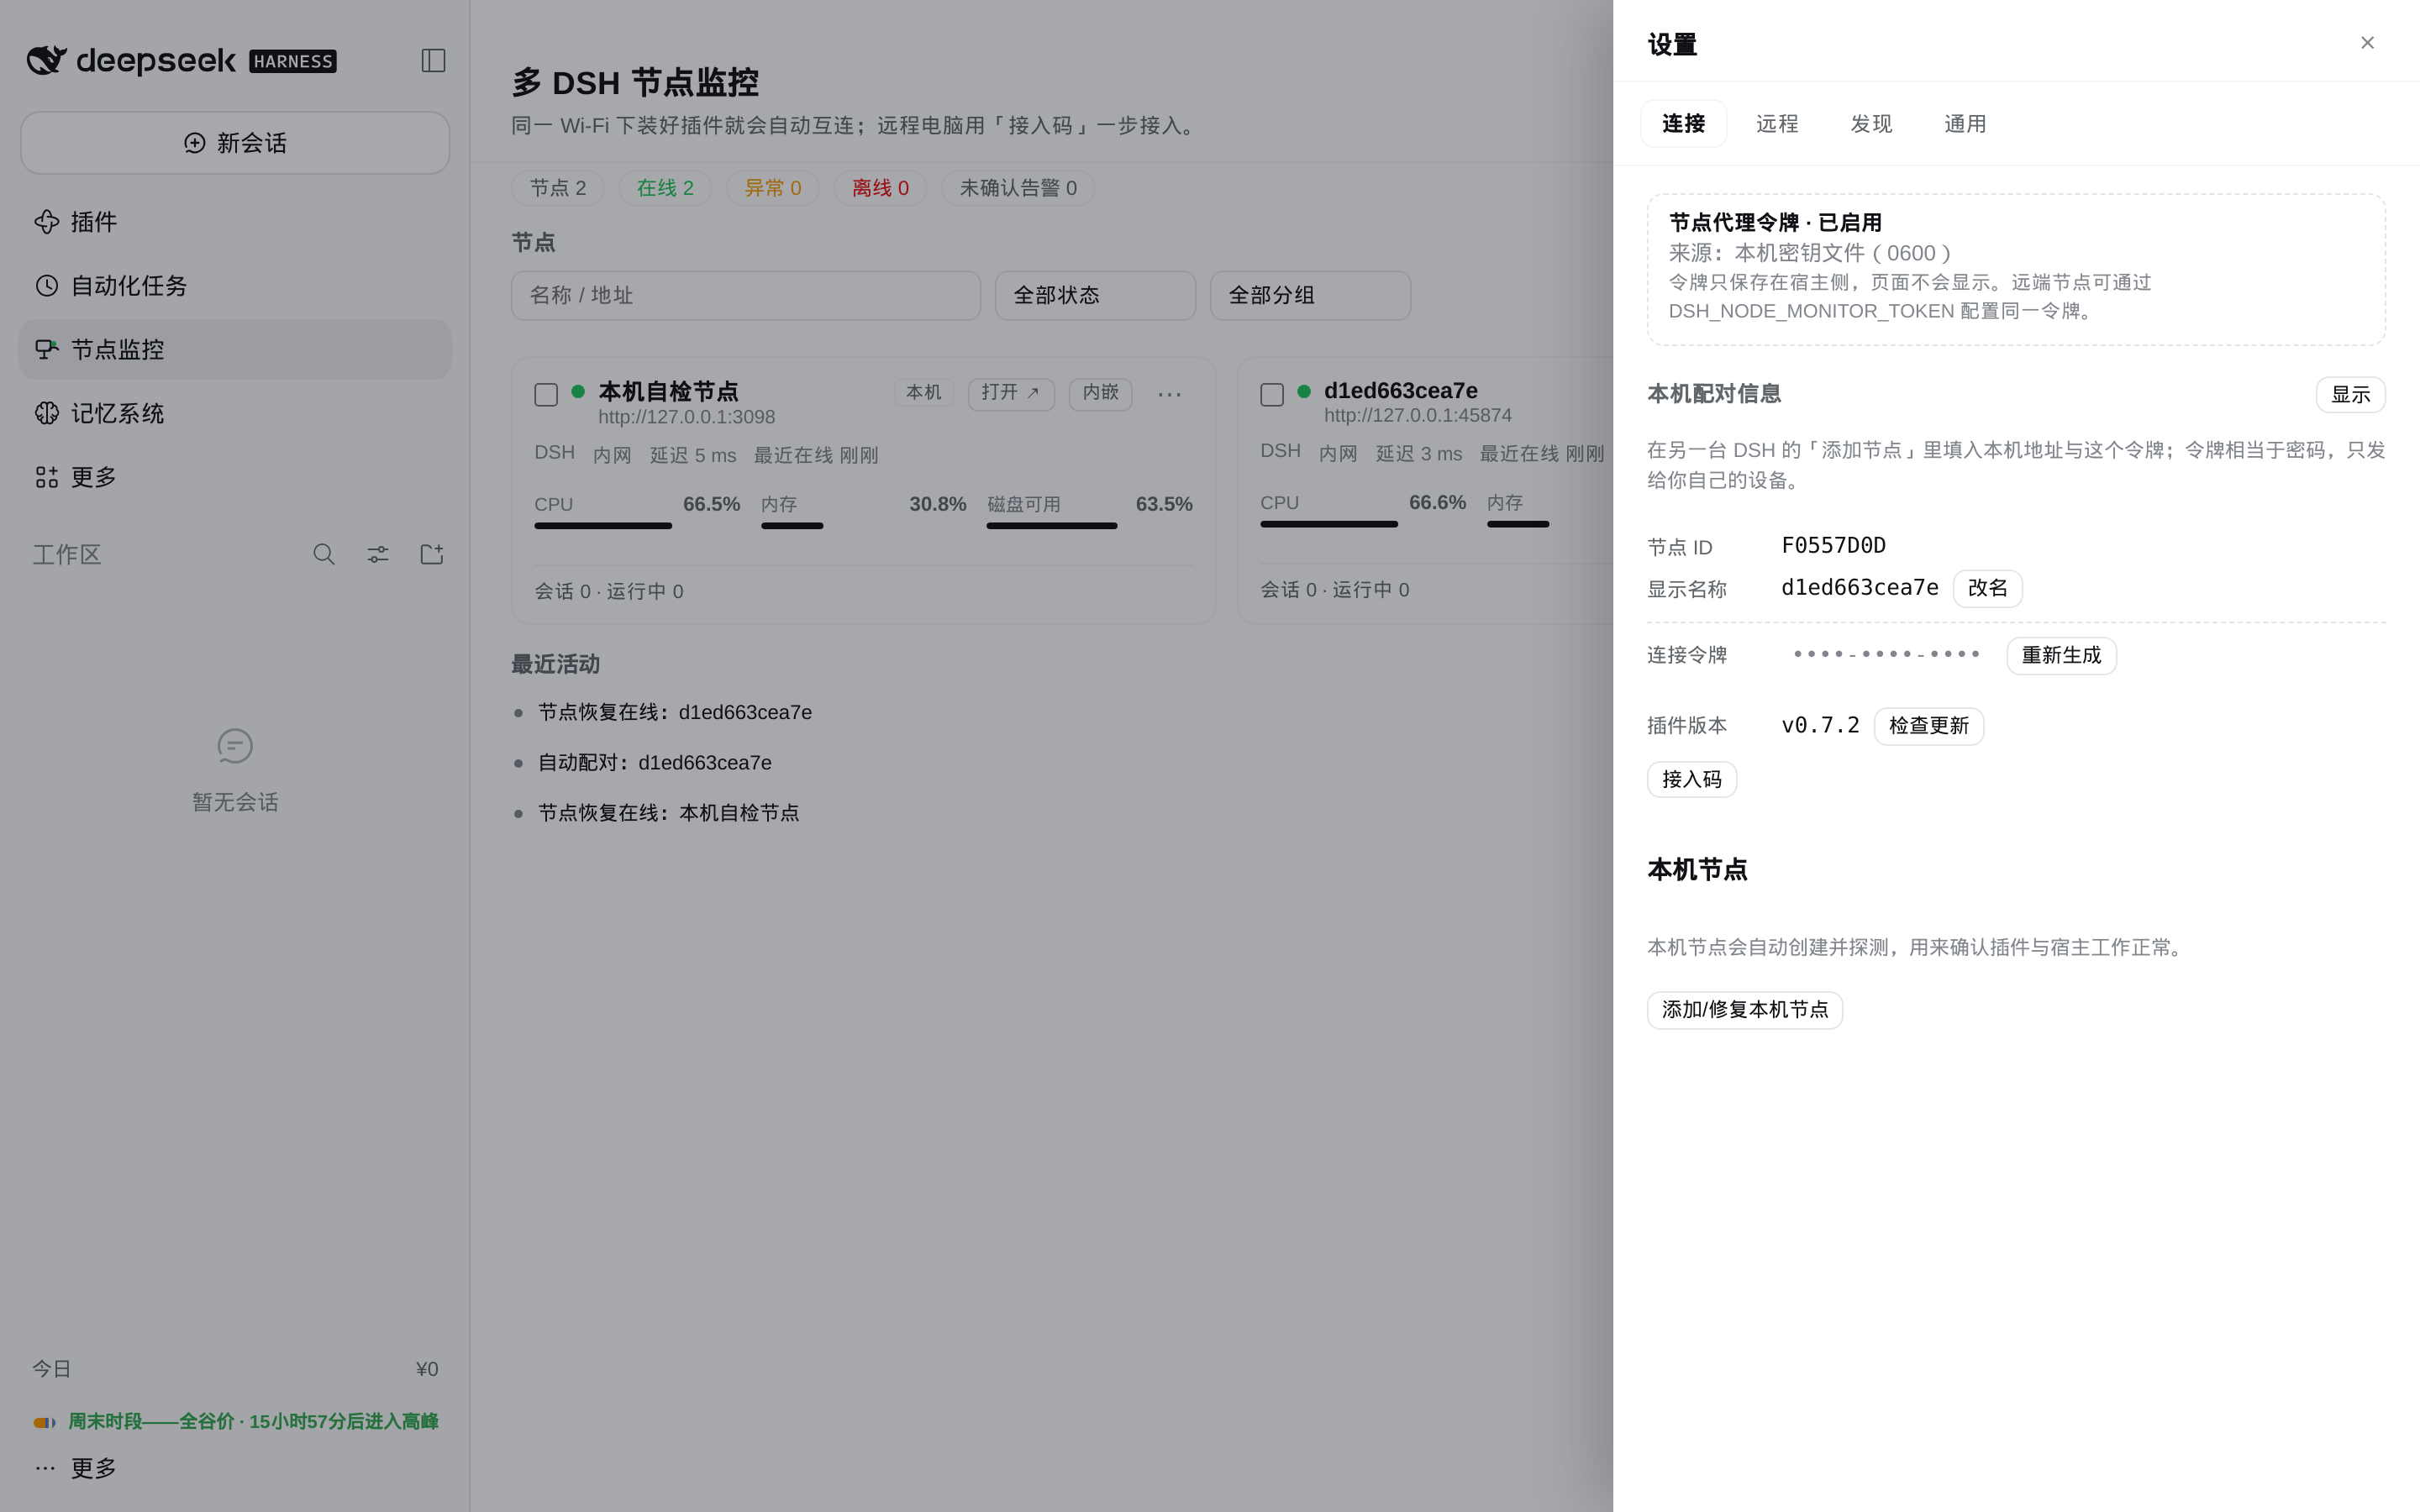 deepseek HARNESS
新会话
插件
自动化任务
节点监控
记忆系统
更多
工作区
暂无会话
今日 ¥0
周末时段——全谷价 · 15小时57分后进入高峰
更多
多 DSH 节点监控
同一 Wi-Fi 下装好插件就会自动互连；远程电脑用「接入码」一步接入。
节点 2 在线 2 异常 0 离线 0 未确认告警 0
节点
名称 / 地址 全部状态 全部分组
本机自检节点 本机 打开 ↗ 内嵌 ···
http://127.0.0.1:3098
DSH 内网 延迟 5 ms 最近在线 刚刚
CPU 66.5% 内存 30.8% 磁盘可用 63.5%
会话 0 · 运行中 0
d1ed663cea7e
http://127.0.0.1:45874
DSH 内网 延迟 3 ms 最近在线 刚刚
CPU 66.6% 内存
会话 0 · 运行中 0
最近活动
节点恢复在线：d1ed663cea7e
自动配对：d1ed663cea7e
节点恢复在线：本机自检节点
设置 ×
连接 远程 发现 通用
节点代理令牌 · 已启用
来源：本机密钥文件（0600）
令牌只保存在宿主侧，页面不会显示。远端节点可通过
DSH_NODE_MONITOR_TOKEN 配置同一令牌。
本机配对信息 显示
在另一台 DSH 的「添加节点」里填入本机地址与这个令牌；令牌相当于密码，只发
给你自己的设备。
节点 ID F0557D0D
显示名称 d1ed663cea7e 改名
连接令牌 ••••-••••-•••• 重新生成
插件版本 v0.7.2 检查更新
接入码
本机节点
本机节点会自动创建并探测，用来确认插件与宿主工作正常。
添加/修复本机节点